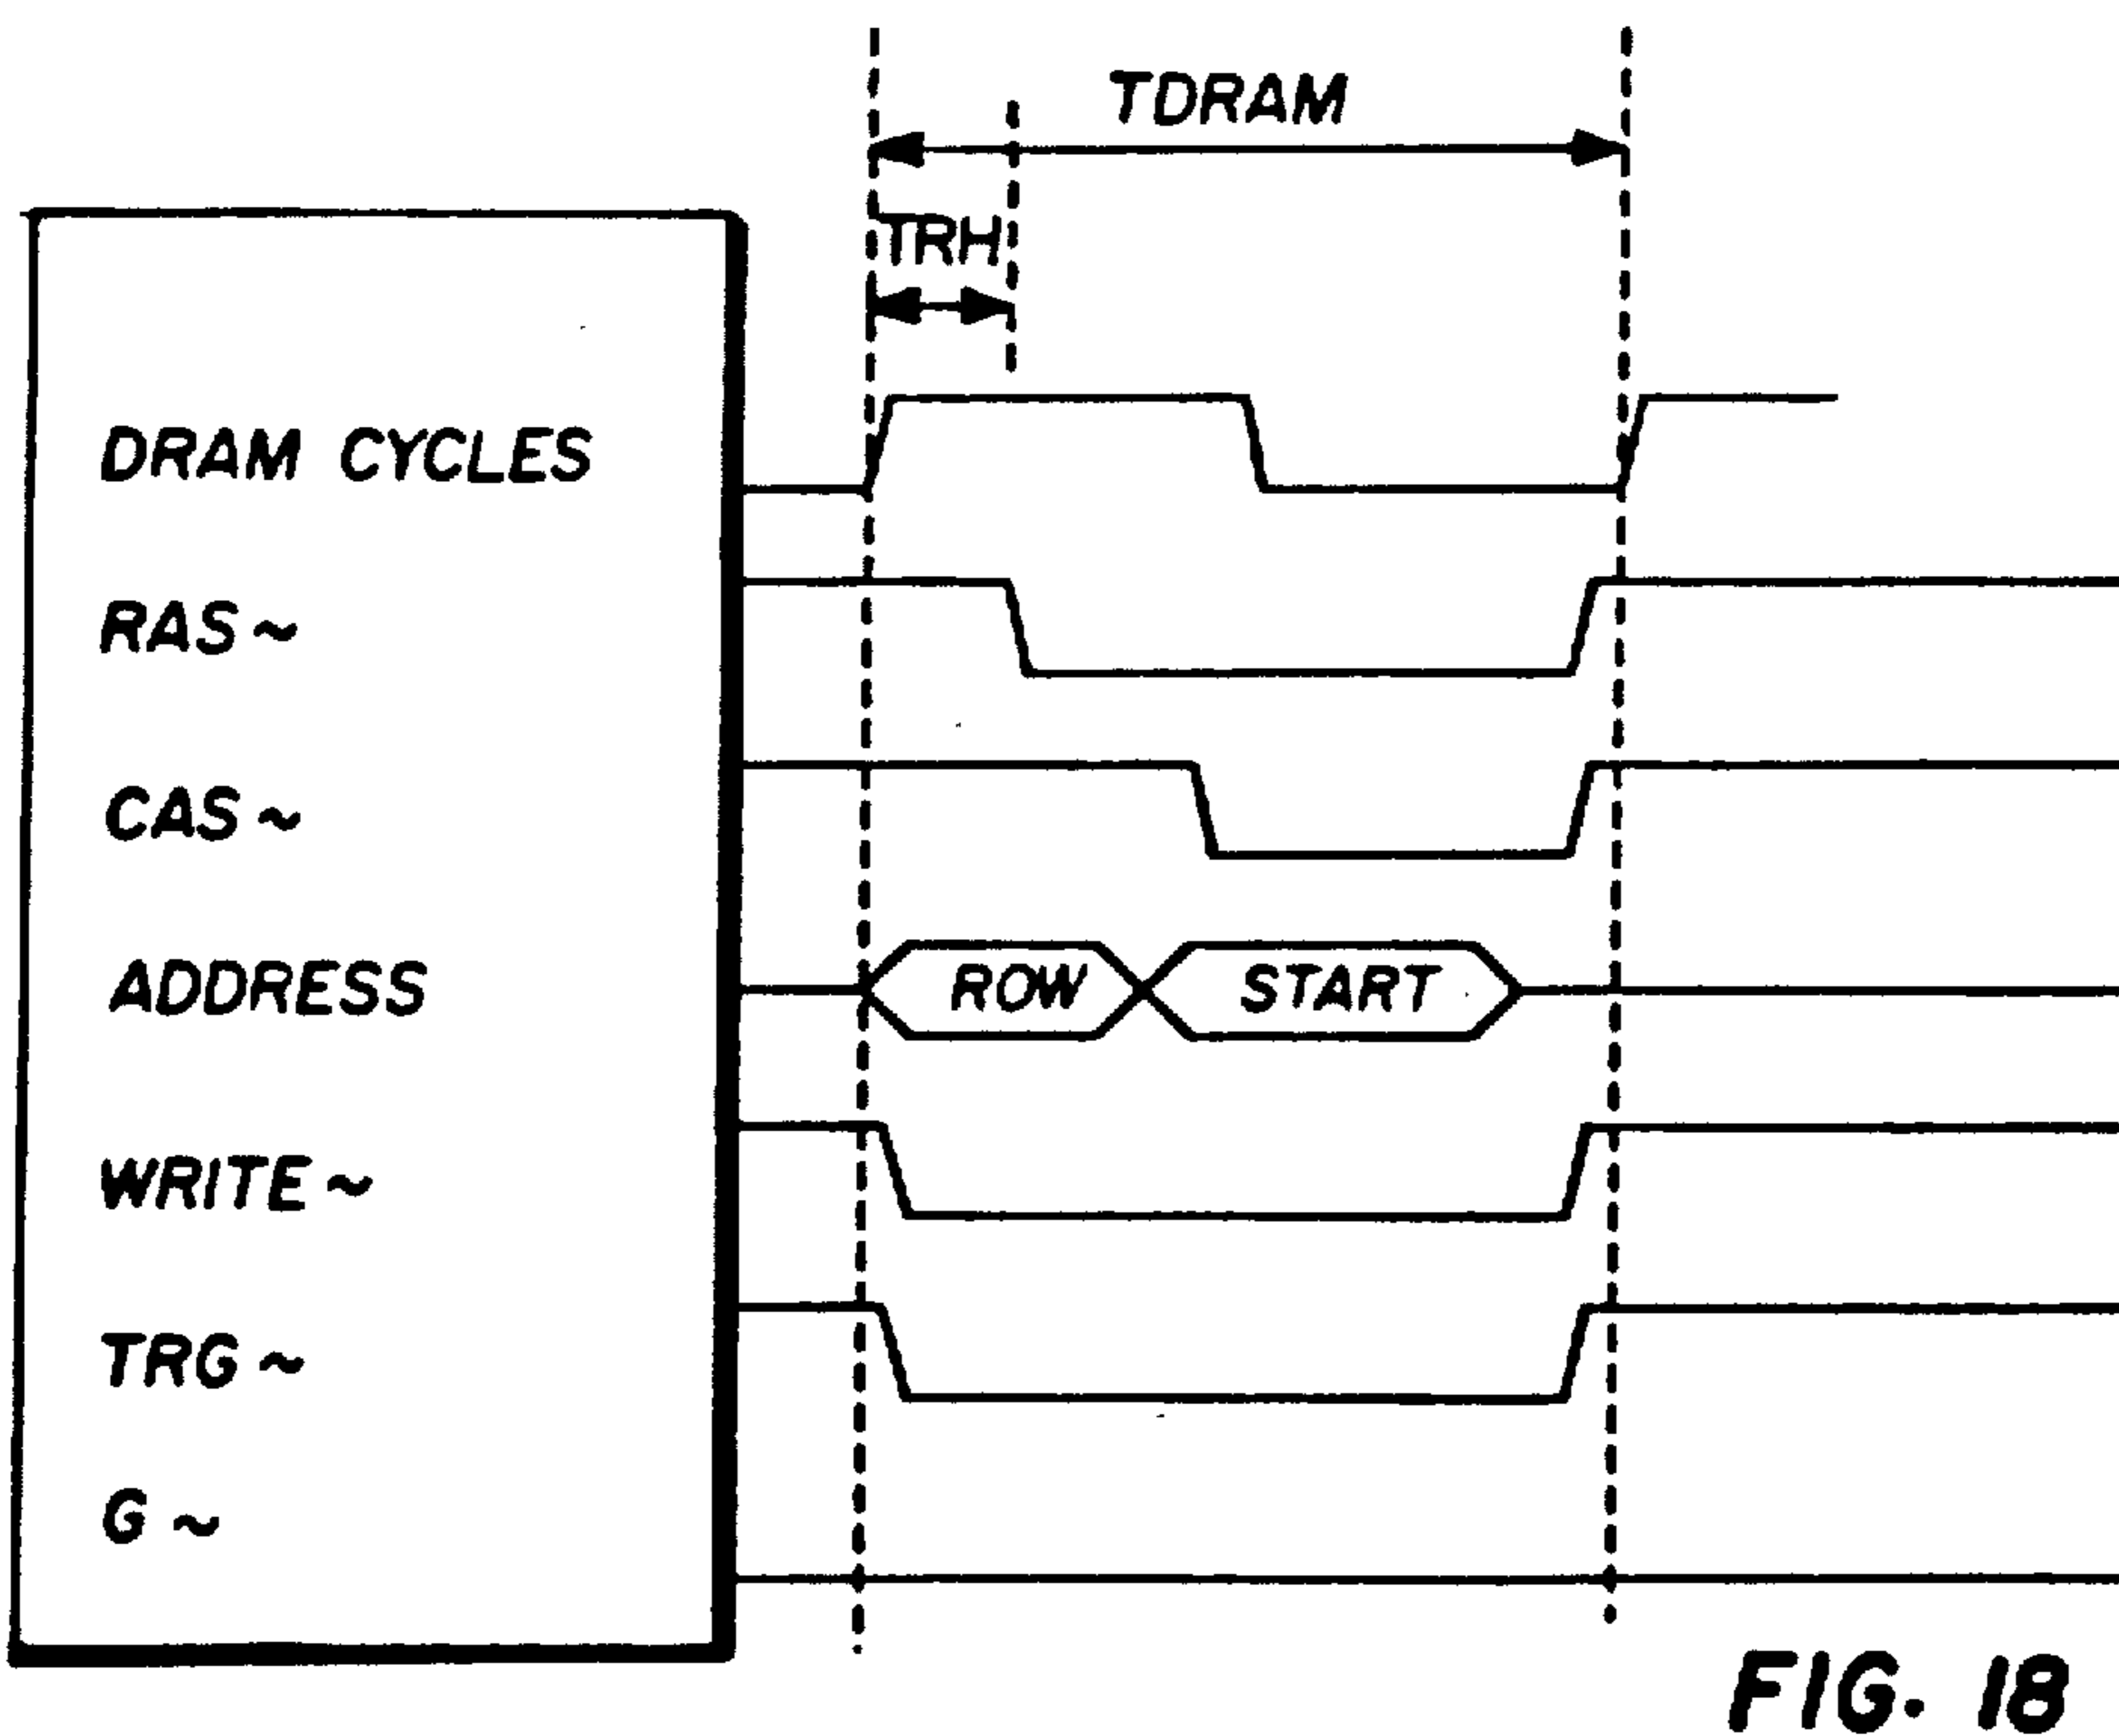 TDRAM
TRH
DRAM CYCLES
RAS~
CAS~
ADDRESS
ROW
START
WRITE~
TRG~
G~
FIG. 18